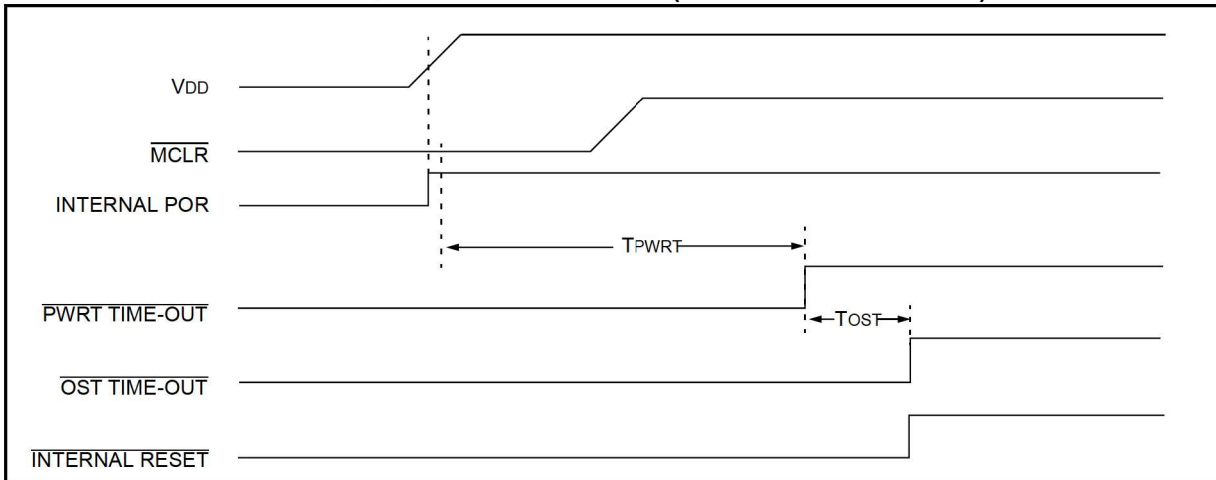 VDD
MCLR
INTERNAL POR
TPWRT
PWRT TIME-OUT
TOST
OST TIME-OUT
INTERNAL RESET